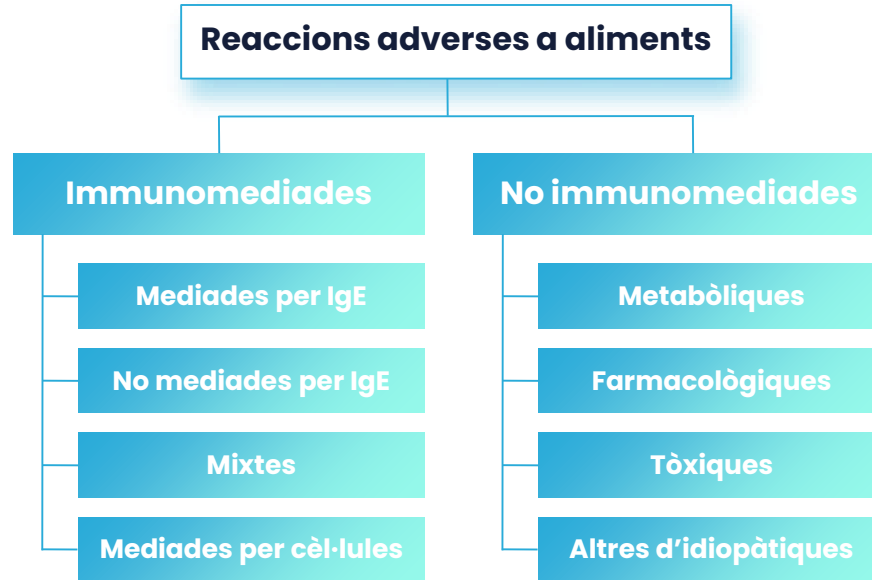 Reaccions adverses a aliments
Immunomediades
Mediades per IgE
No mediades per IgE
Mixtes
Mediades per cèl·lules
No immunomediades
Metabòliques
Farmacològiques
Tòxiques
Altres d’idiopàtiques